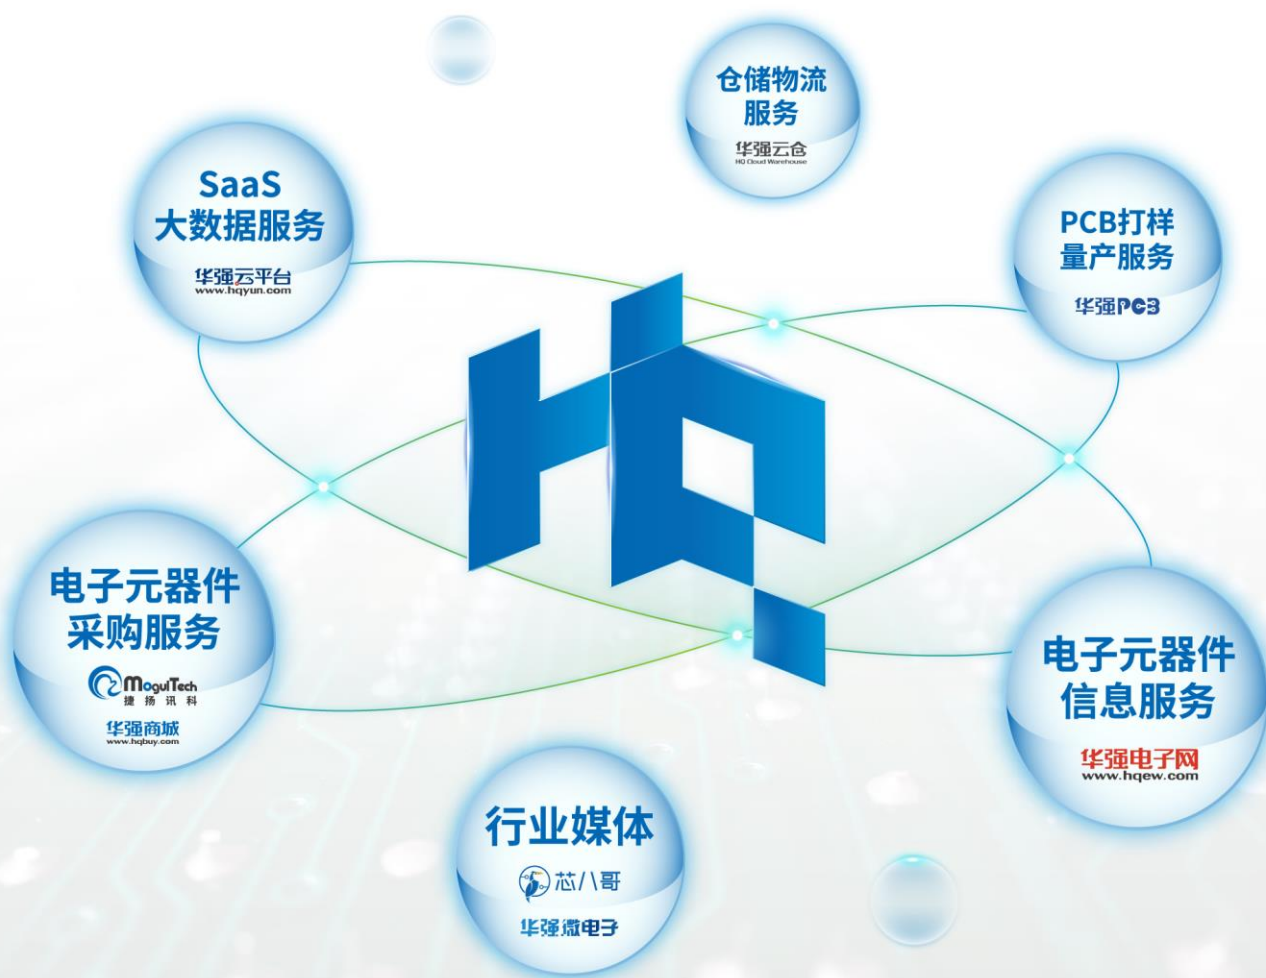 仓储物流
服务
华强云仓
HQ Cloud Warehouse
SaaS
大数据服务
华强云平台
www.hqyun.com
PCB打样
量产服务
华强PCB
HQ
电子元器件
采购服务
MogulTech
捷扬讯科
华强商城
www.hqbuy.com
电子元器件
信息服务
华强电子网
www.hqew.com
行业媒体
芯八哥
华强微电子